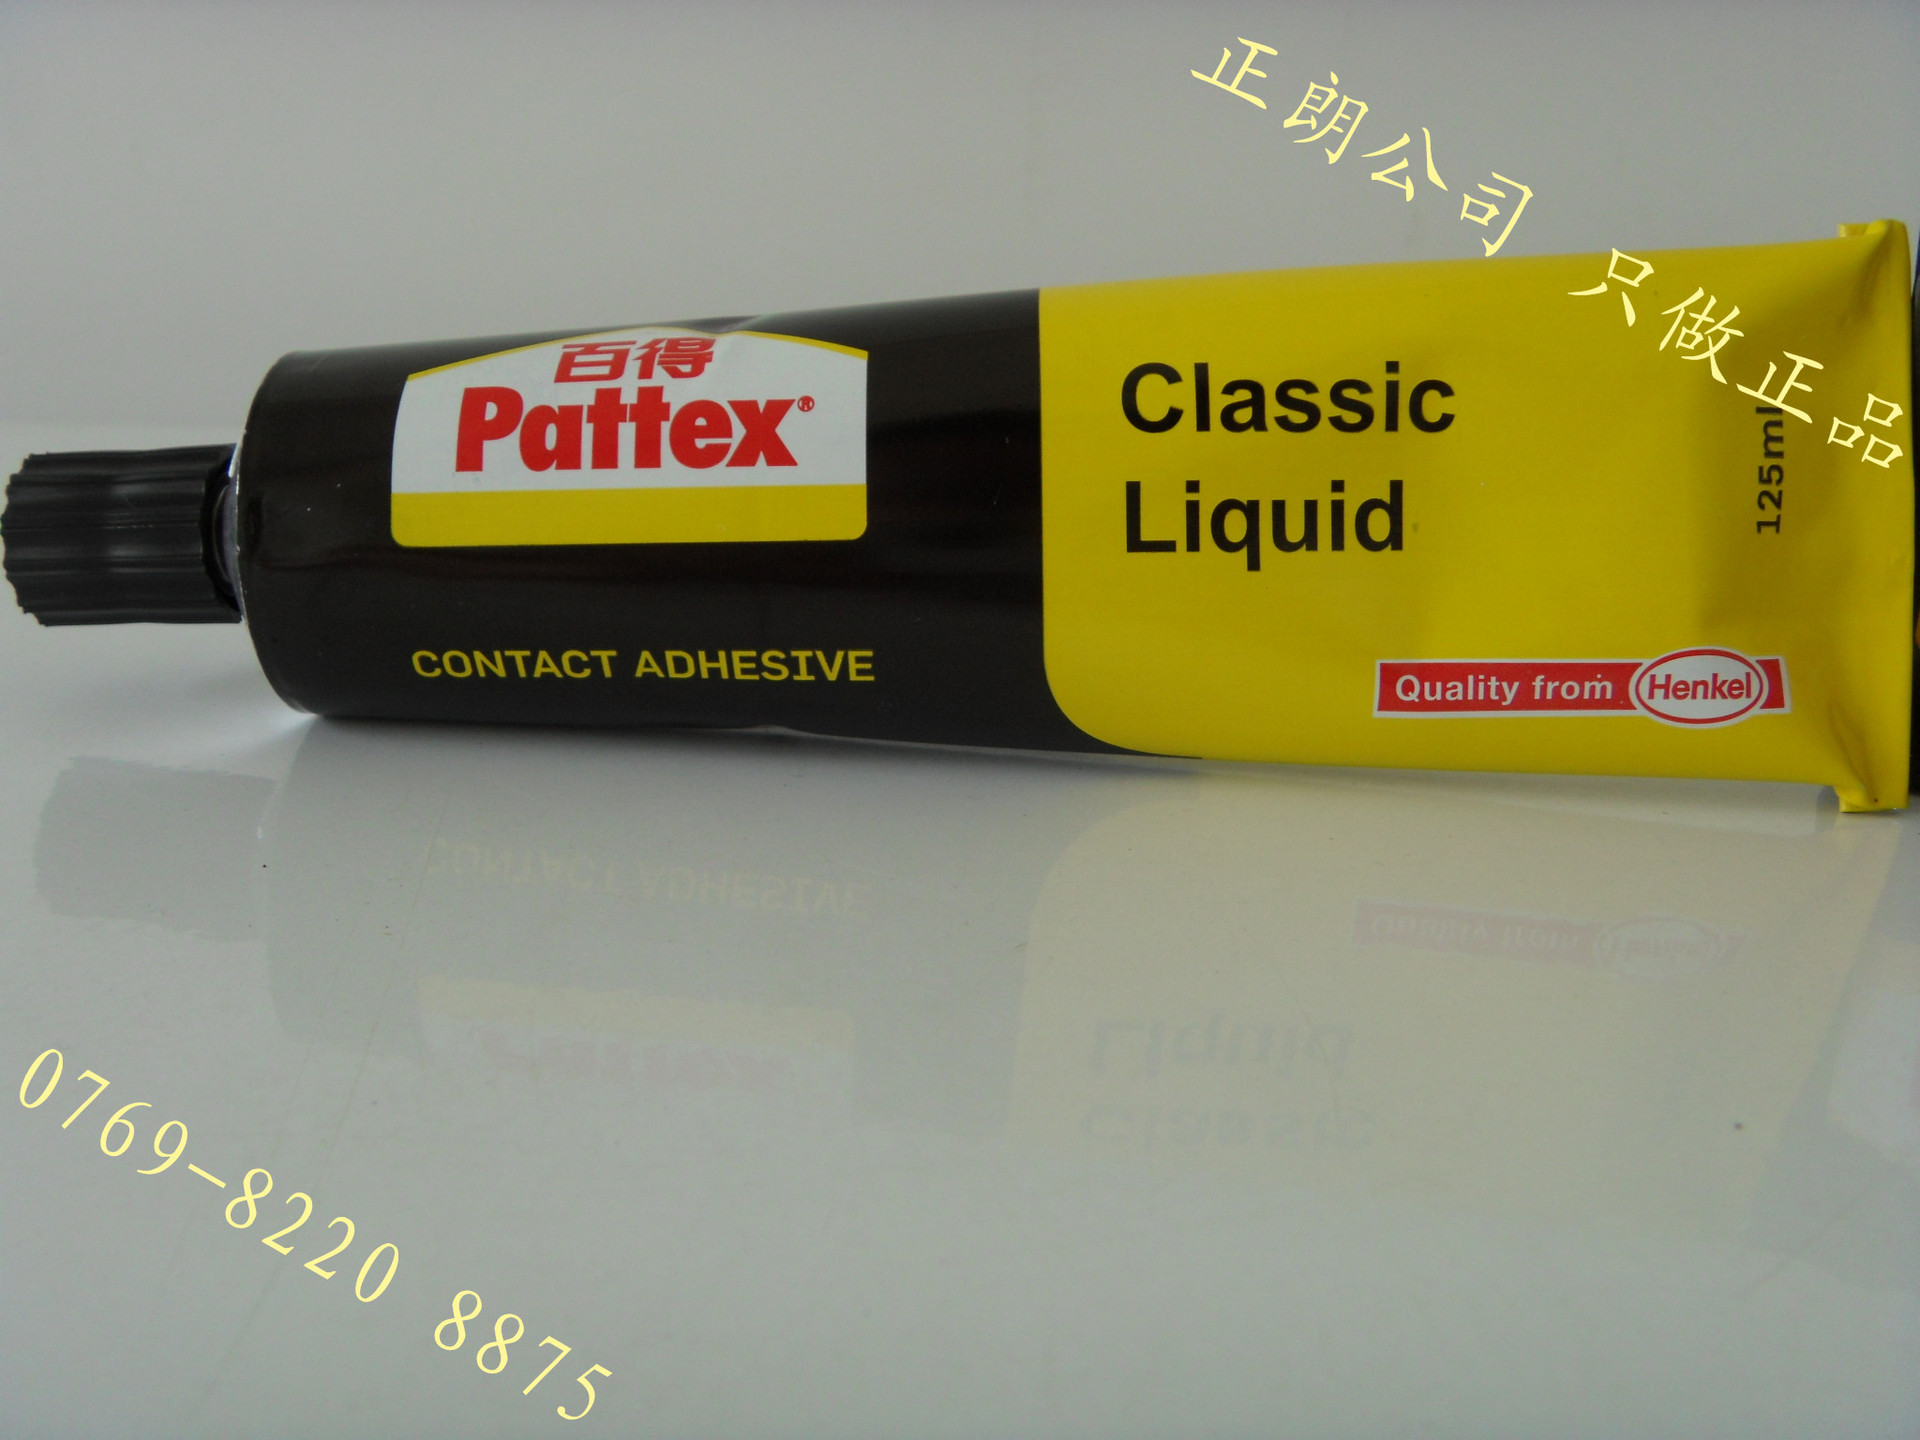 正朗公司 只做正品
百得
Pattex®
CONTACT ADHESIVE
Classic
Liquid
125ml
Quality from Henkel
0769-8220 8875